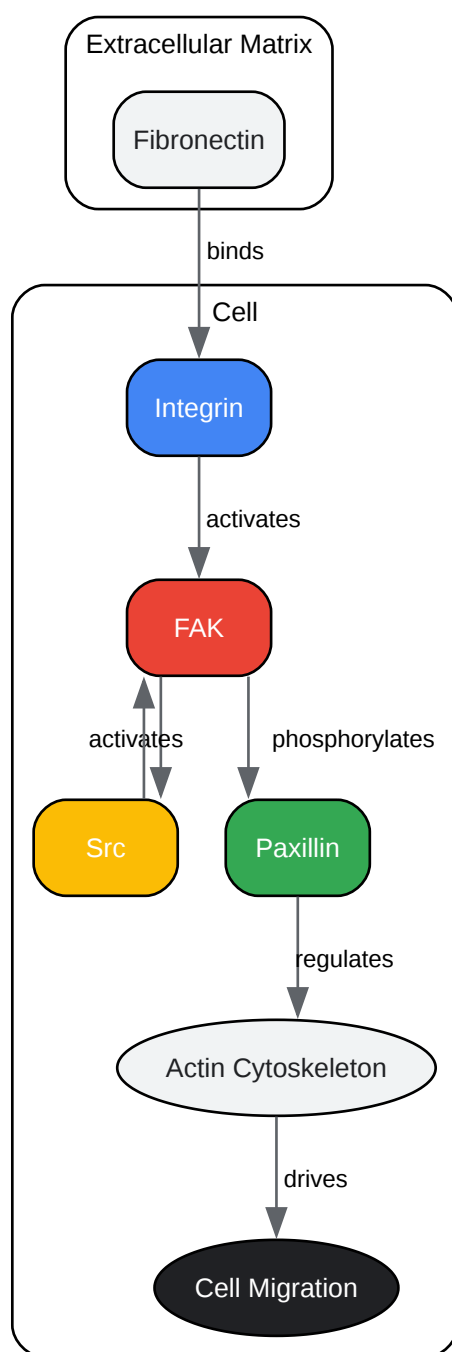 Extracellular Matrix
Fibronectin
binds
Cell
Integrin
activates
FAK
activates
phosphorylates
Src
Paxillin
regulates
Actin Cytoskeleton
drives
Cell Migration